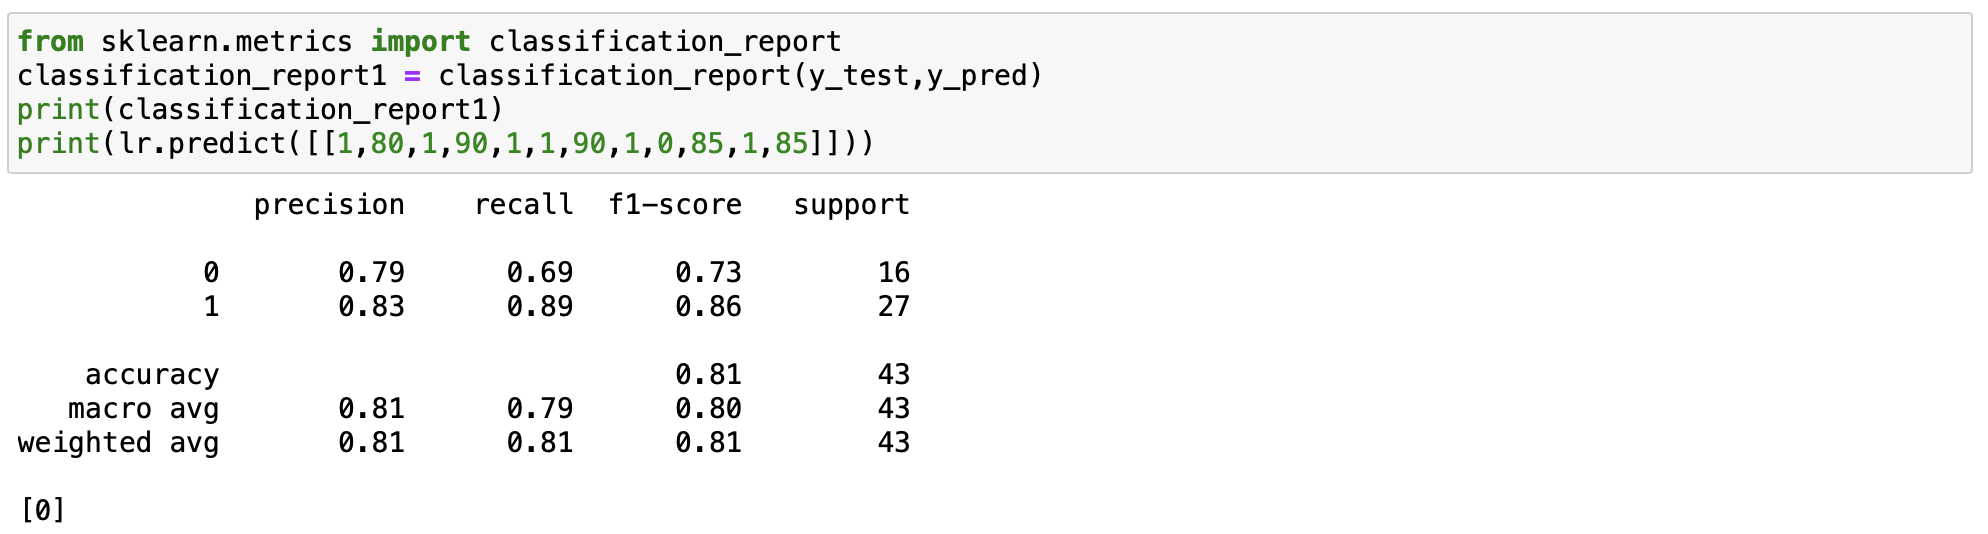 from sklearn.metrics import classification_report
classification_report1 = classification_report(y_test,y_pred)
print(classification_report1)
print(lr.predict([[1,80,1,90,1,1,90,1,0,85,1,85]]))
precision recall f1-score support
0 0.79 0.69 0.73 16
1 0.83 0.89 0.86 27
accuracy 0.81 43
macro avg 0.81 0.79 0.80 43
weighted avg 0.81 0.81 0.81 43
[0]